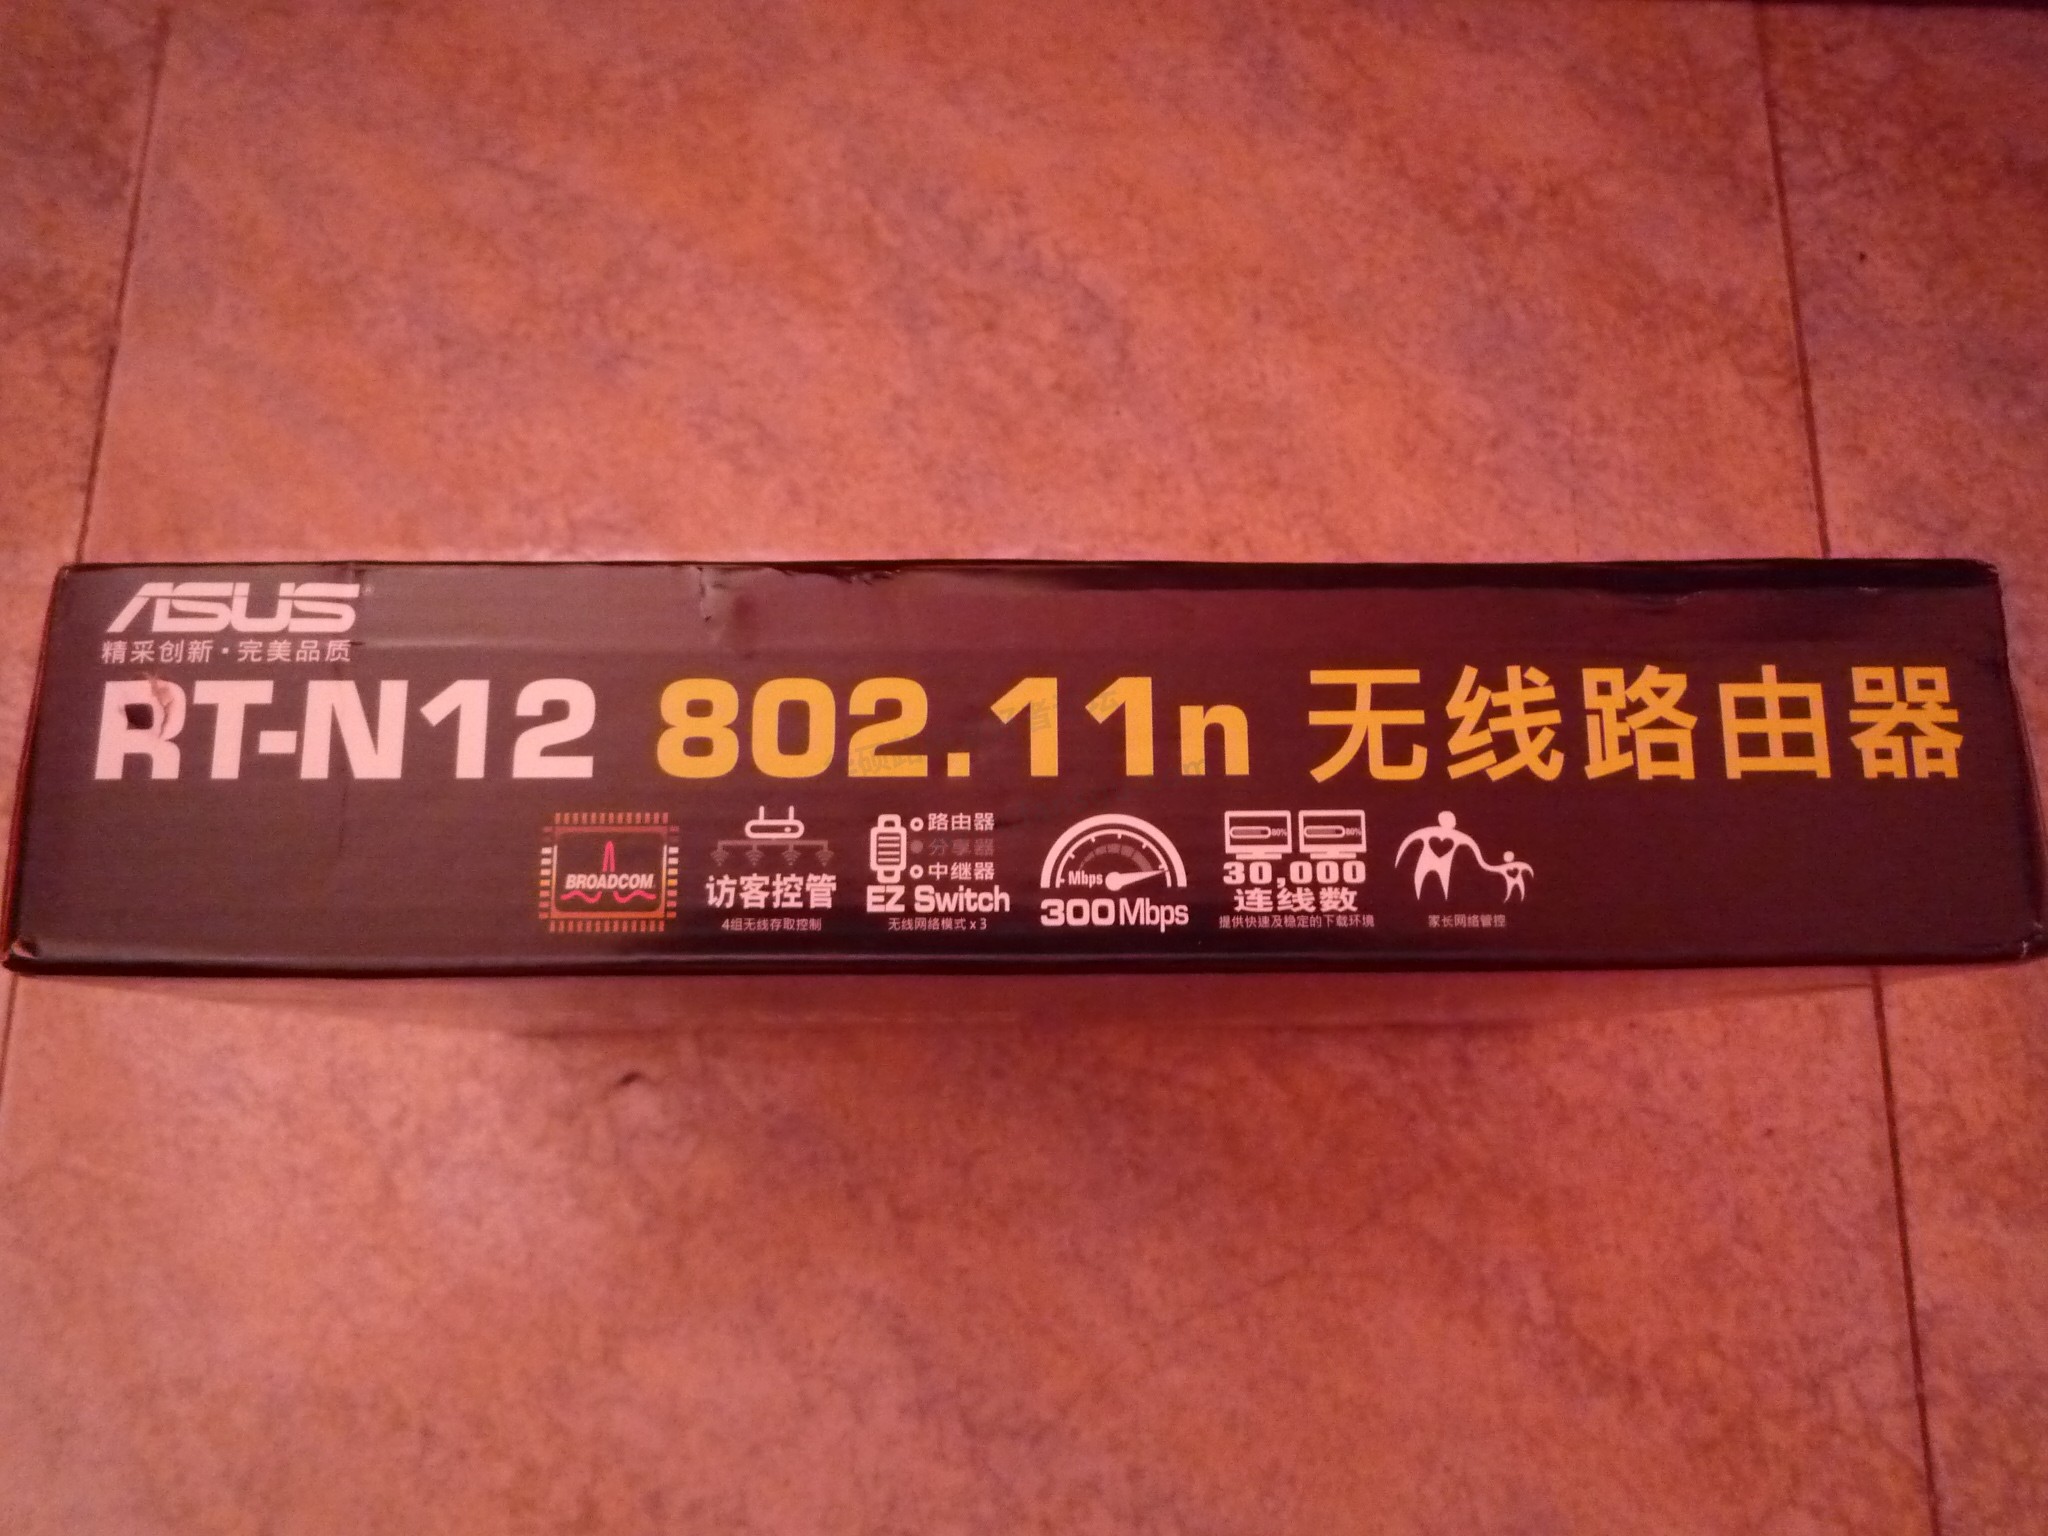 ASUS
精采创新·完美品质
RT-N12 802.11n 无线路由器
BROADCOM
访客控管
4组无线存取控制
路由器
分享器
中继器
EZ Switch
无线网络模式 x 3
Mbps
300Mbps
80% 80%
30,000
连线数
提供快速及稳定的下载环境
家长网络管控